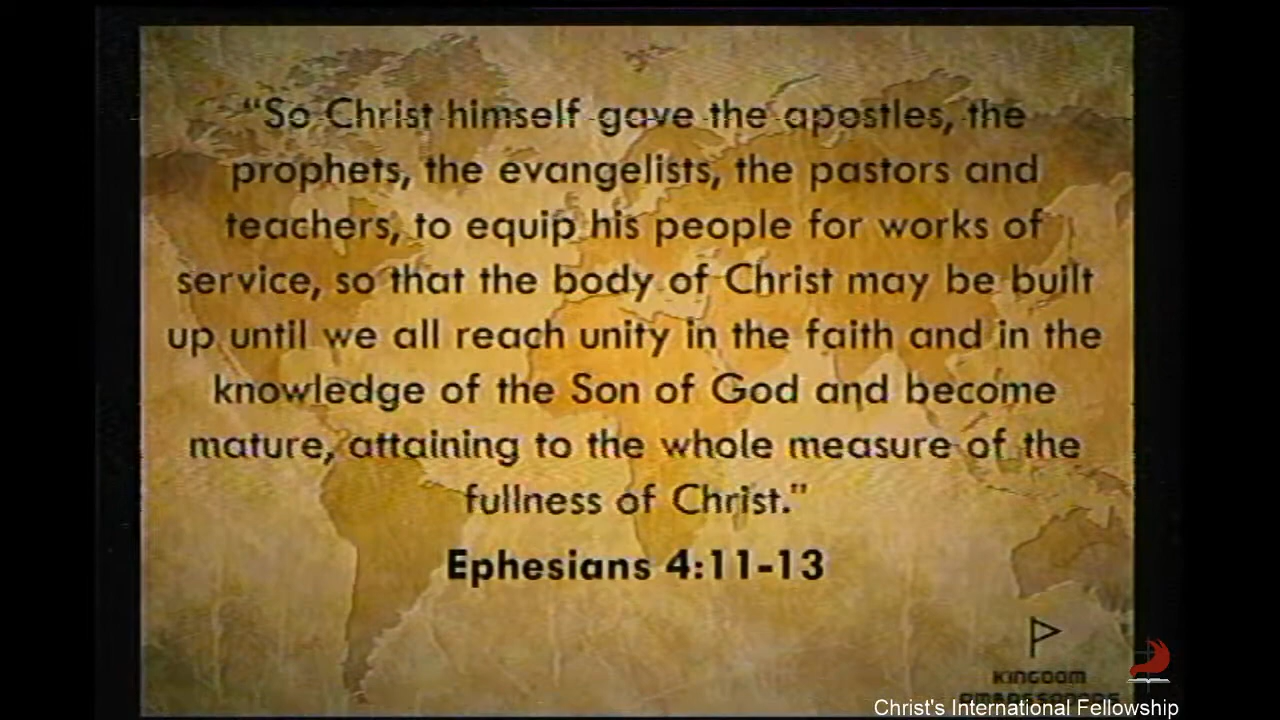 “So Christ himself gave the apostles, the
prophets, the evangelists, the pastors and
teachers, to equip his people for works of
service, so that the body of Christ may be built
up until we all reach unity in the faith and in the
knowledge of the Son of God and become
mature, attaining to the whole measure of the
fullness of Christ.”
Ephesians 4:11-13
KINGDOM
AMBASSADORS
Christ's International Fellowship